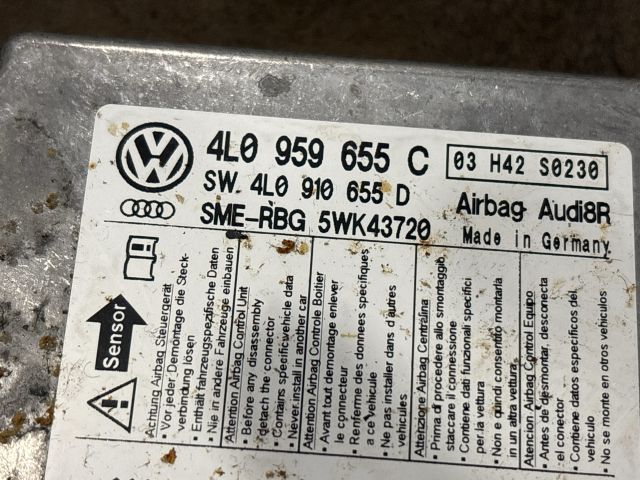 4L0 959 655 C
03 H42 S0230
SW. 4L0 910 655 D
Airbag Audi8R
SME-RBG 5WK43720
Made in Germany
Sensor
Achtung Airbag Steuergerät
• Vor jeder Demontage die Steck-
verbindung lösen
• Enthält fahrzeugspezifische Daten
• Nie in andere Fahrzeuge einbauen
Attention Airbag Control Unit
• Before any disassembly
detach the connector
• Contains specific vehicle data
• Never install in another car
Attention Airbag Controle Boitier
• Avant tout demontage enlever
le connecteur
• Renferme des donnees specifiques
a ce vehicule
• Ne pas installer dans d'autres
vehicules
Attenzione Airbag Centralina
• Prima di procedere allo smontaggio
staccare il connessione
• Contiene dati funzionali specifici
per la vettura
• Non e quindi consentito montarla
in un altra vettura
Atencion Airbag Control Equipo
• Antes de desmontar, desconecta
el conector
• Contiene datos especificos del
vehiculo
• No se monte en otros vehiculos